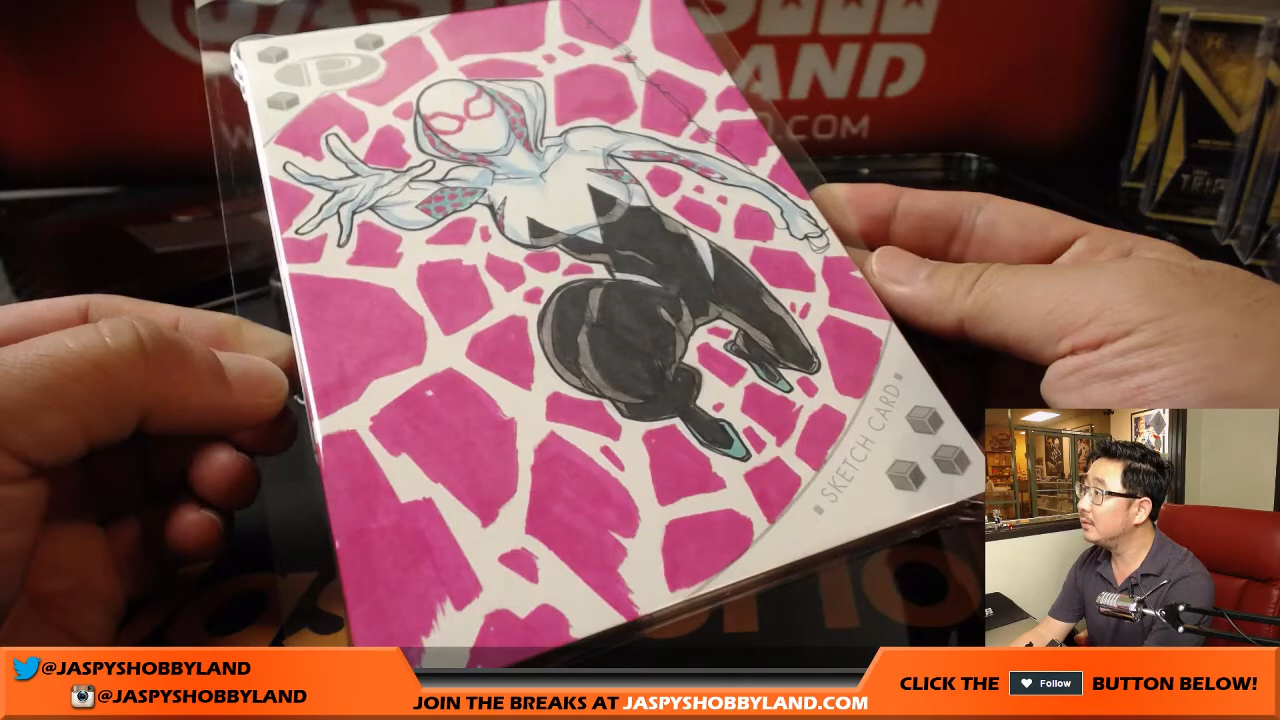 LAND
.COM
P
SKETCH CARD
@JASPYSHOBBYLAND
@JASPYSHOBBYLAND
JOIN THE BREAKS AT JASPYSHOBBYLAND.COM
CLICK THE Follow BUTTON BELOW!